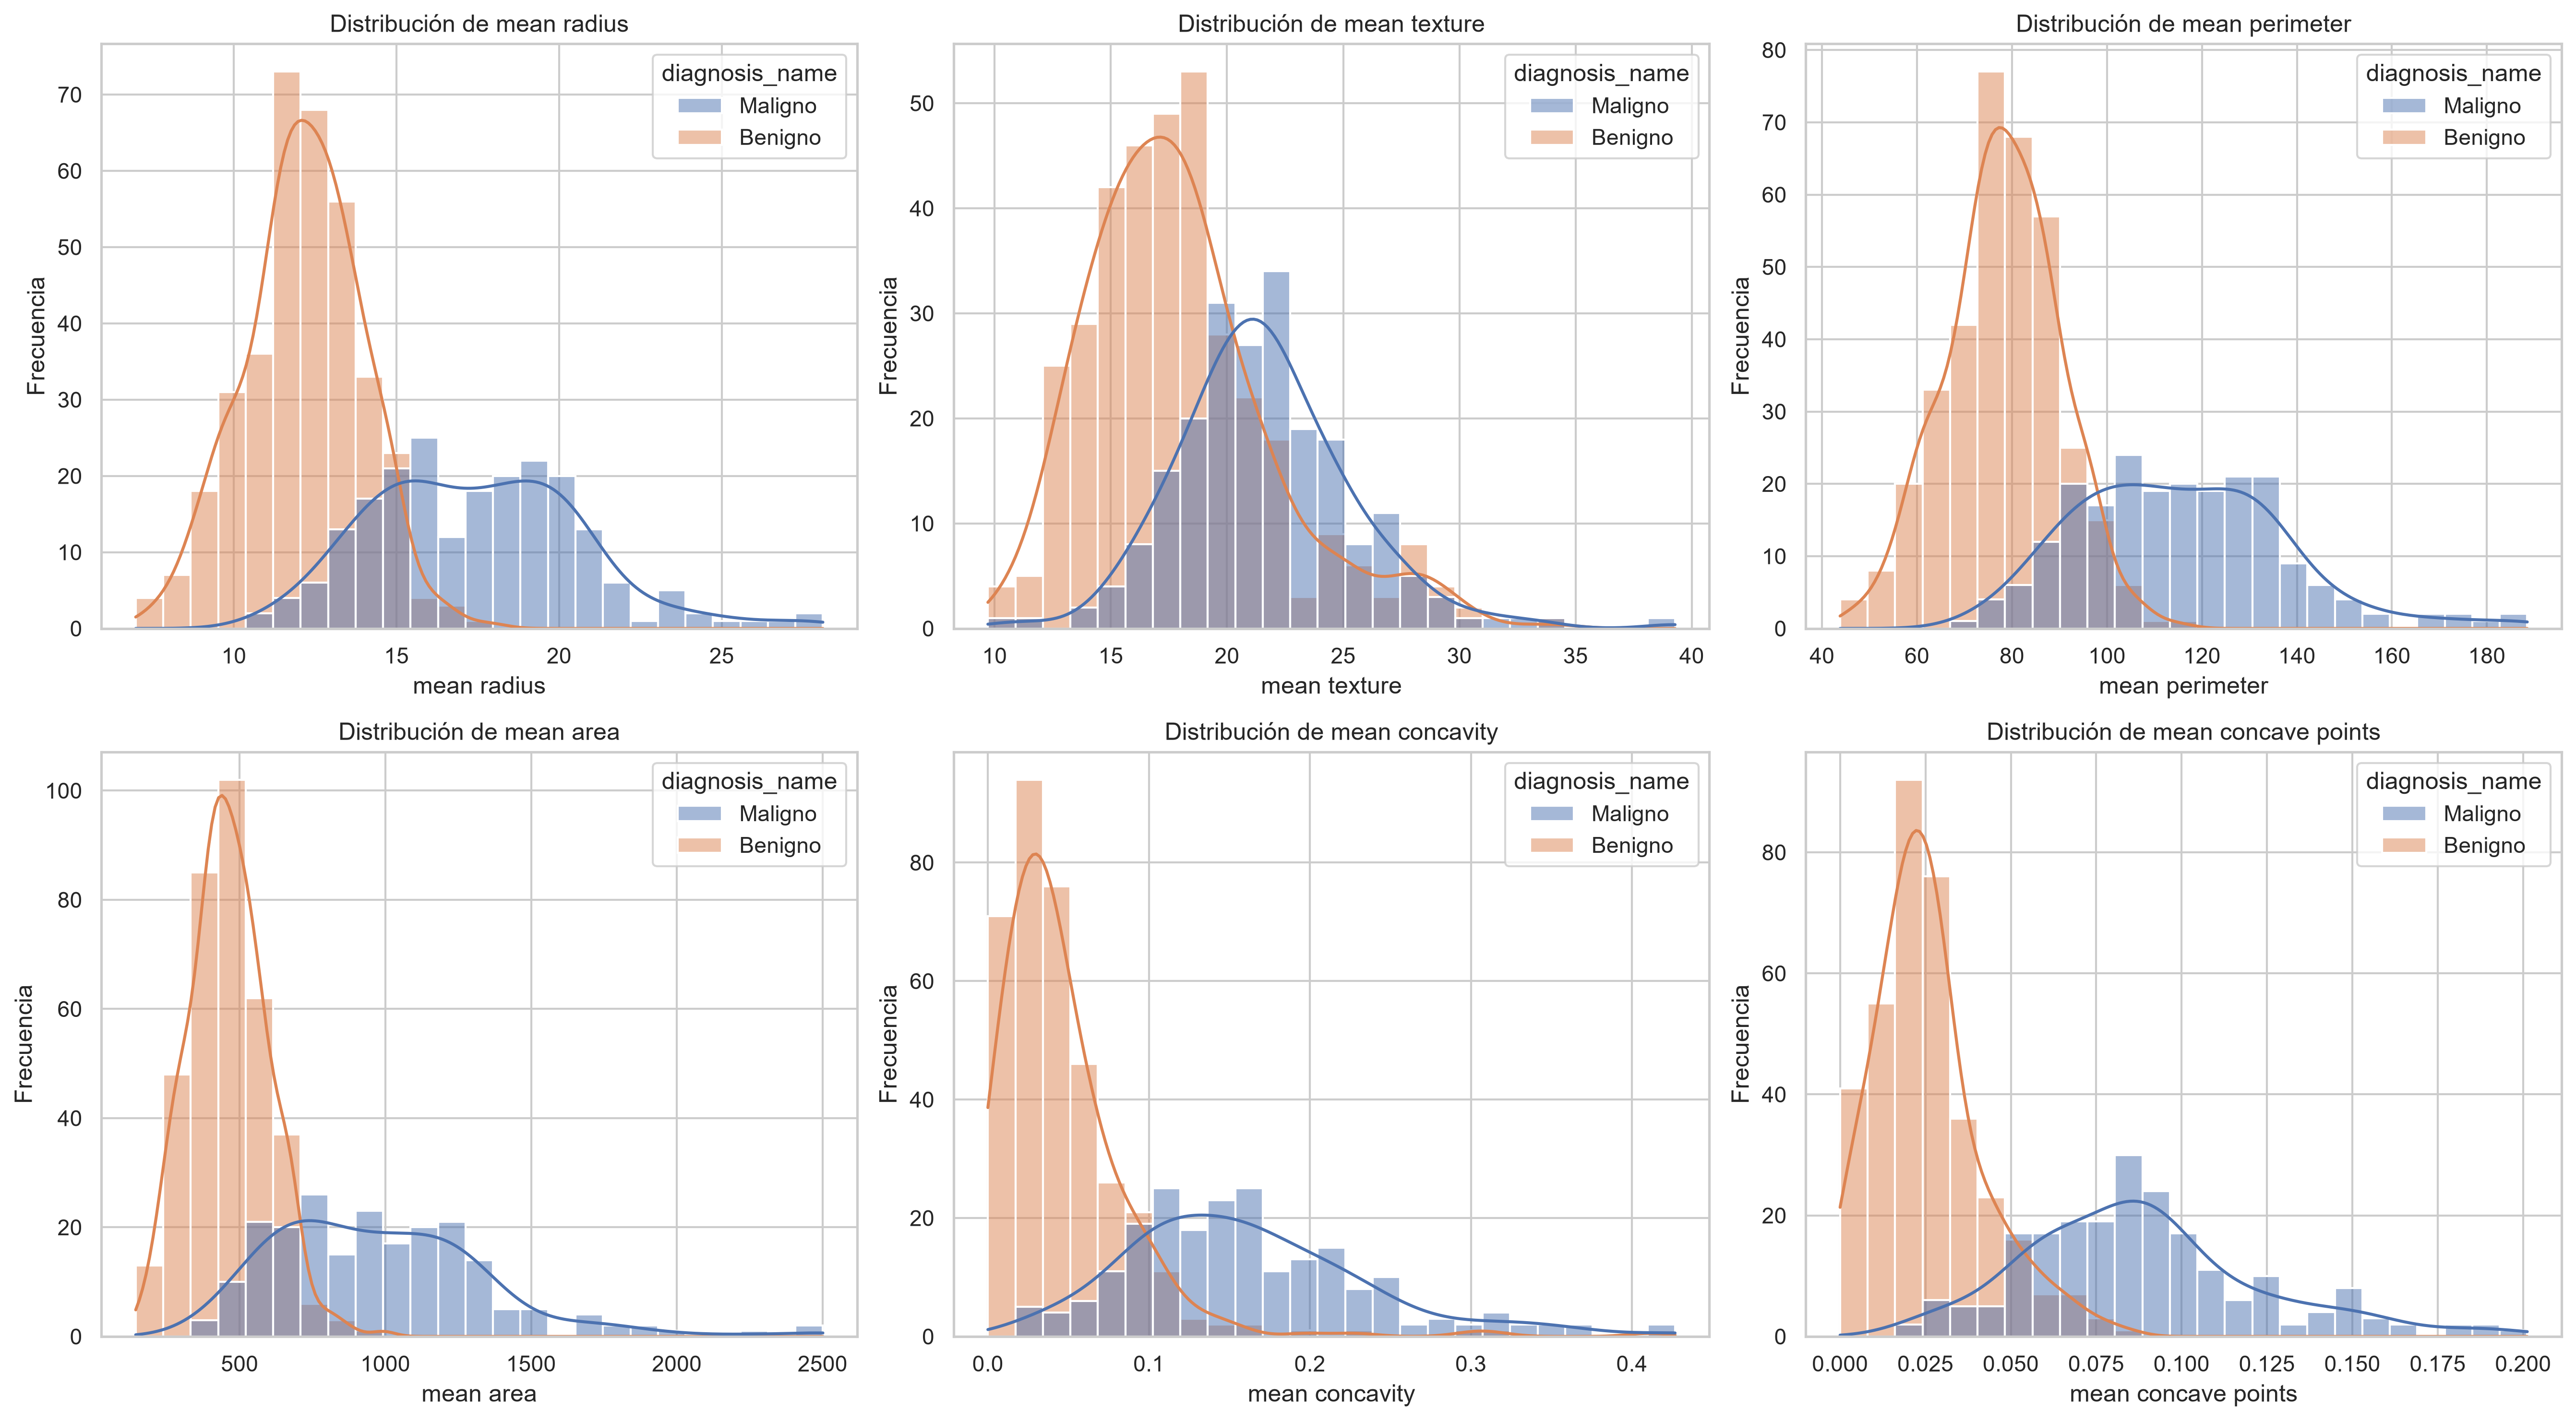 Distribución de mean radius
diagnosis_name
Maligno
Benigno
Frecuencia
70
60
50
40
30
20
10
0
10 15 20 25
mean radius
Distribución de mean texture
diagnosis_name
Maligno
Benigno
Frecuencia
50
40
30
20
10
0
10 15 20 25 30 35 40
mean texture
Distribución de mean perimeter
diagnosis_name
Maligno
Benigno
Frecuencia
80
70
60
50
40
30
20
10
0
40 60 80 100 120 140 160 180
mean perimeter
Distribución de mean area
diagnosis_name
Maligno
Benigno
Frecuencia
100
80
60
40
20
0
500 1000 1500 2000 2500
mean area
Distribución de mean concavity
diagnosis_name
Maligno
Benigno
Frecuencia
80
60
40
20
0
0.0 0.1 0.2 0.3 0.4
mean concavity
Distribución de mean concave points
diagnosis_name
Maligno
Benigno
Frecuencia
80
60
40
20
0
0.000 0.025 0.050 0.075 0.100 0.125 0.150 0.175 0.200
mean concave points